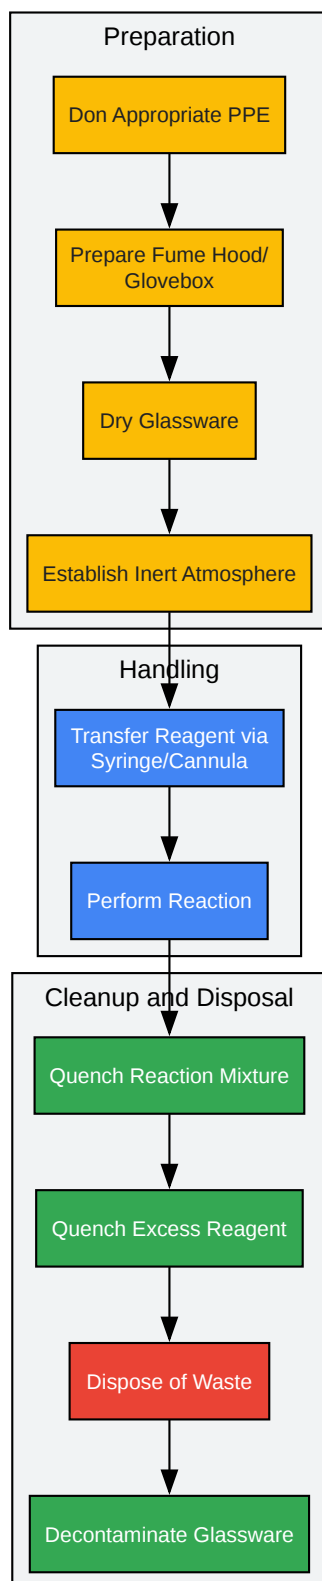 Preparation
Don Appropriate PPE
Prepare Fume Hood/
Glovebox
Dry Glassware
Establish Inert Atmosphere
Handling
Transfer Reagent via
Syringe/Cannula
Perform Reaction
Cleanup and Disposal
Quench Reaction Mixture
Quench Excess Reagent
Dispose of Waste
Decontaminate Glassware